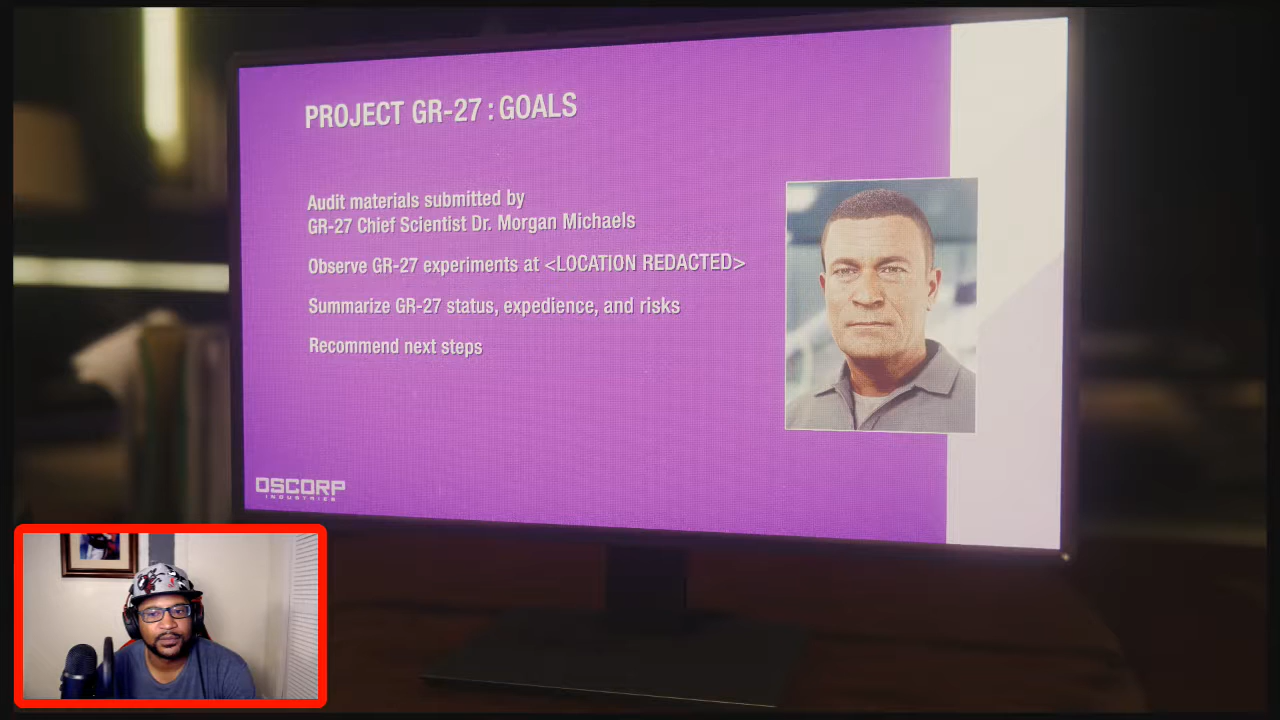 PROJECT GR-27 : GOALS
Audit materials submitted by
GR-27 Chief Scientist Dr. Morgan Michaels
Observe GR-27 experiments at <LOCATION REDACTED>
Summarize GR-27 status, expedience, and risks
Recommend next steps
OSCORP
INDUSTRIES